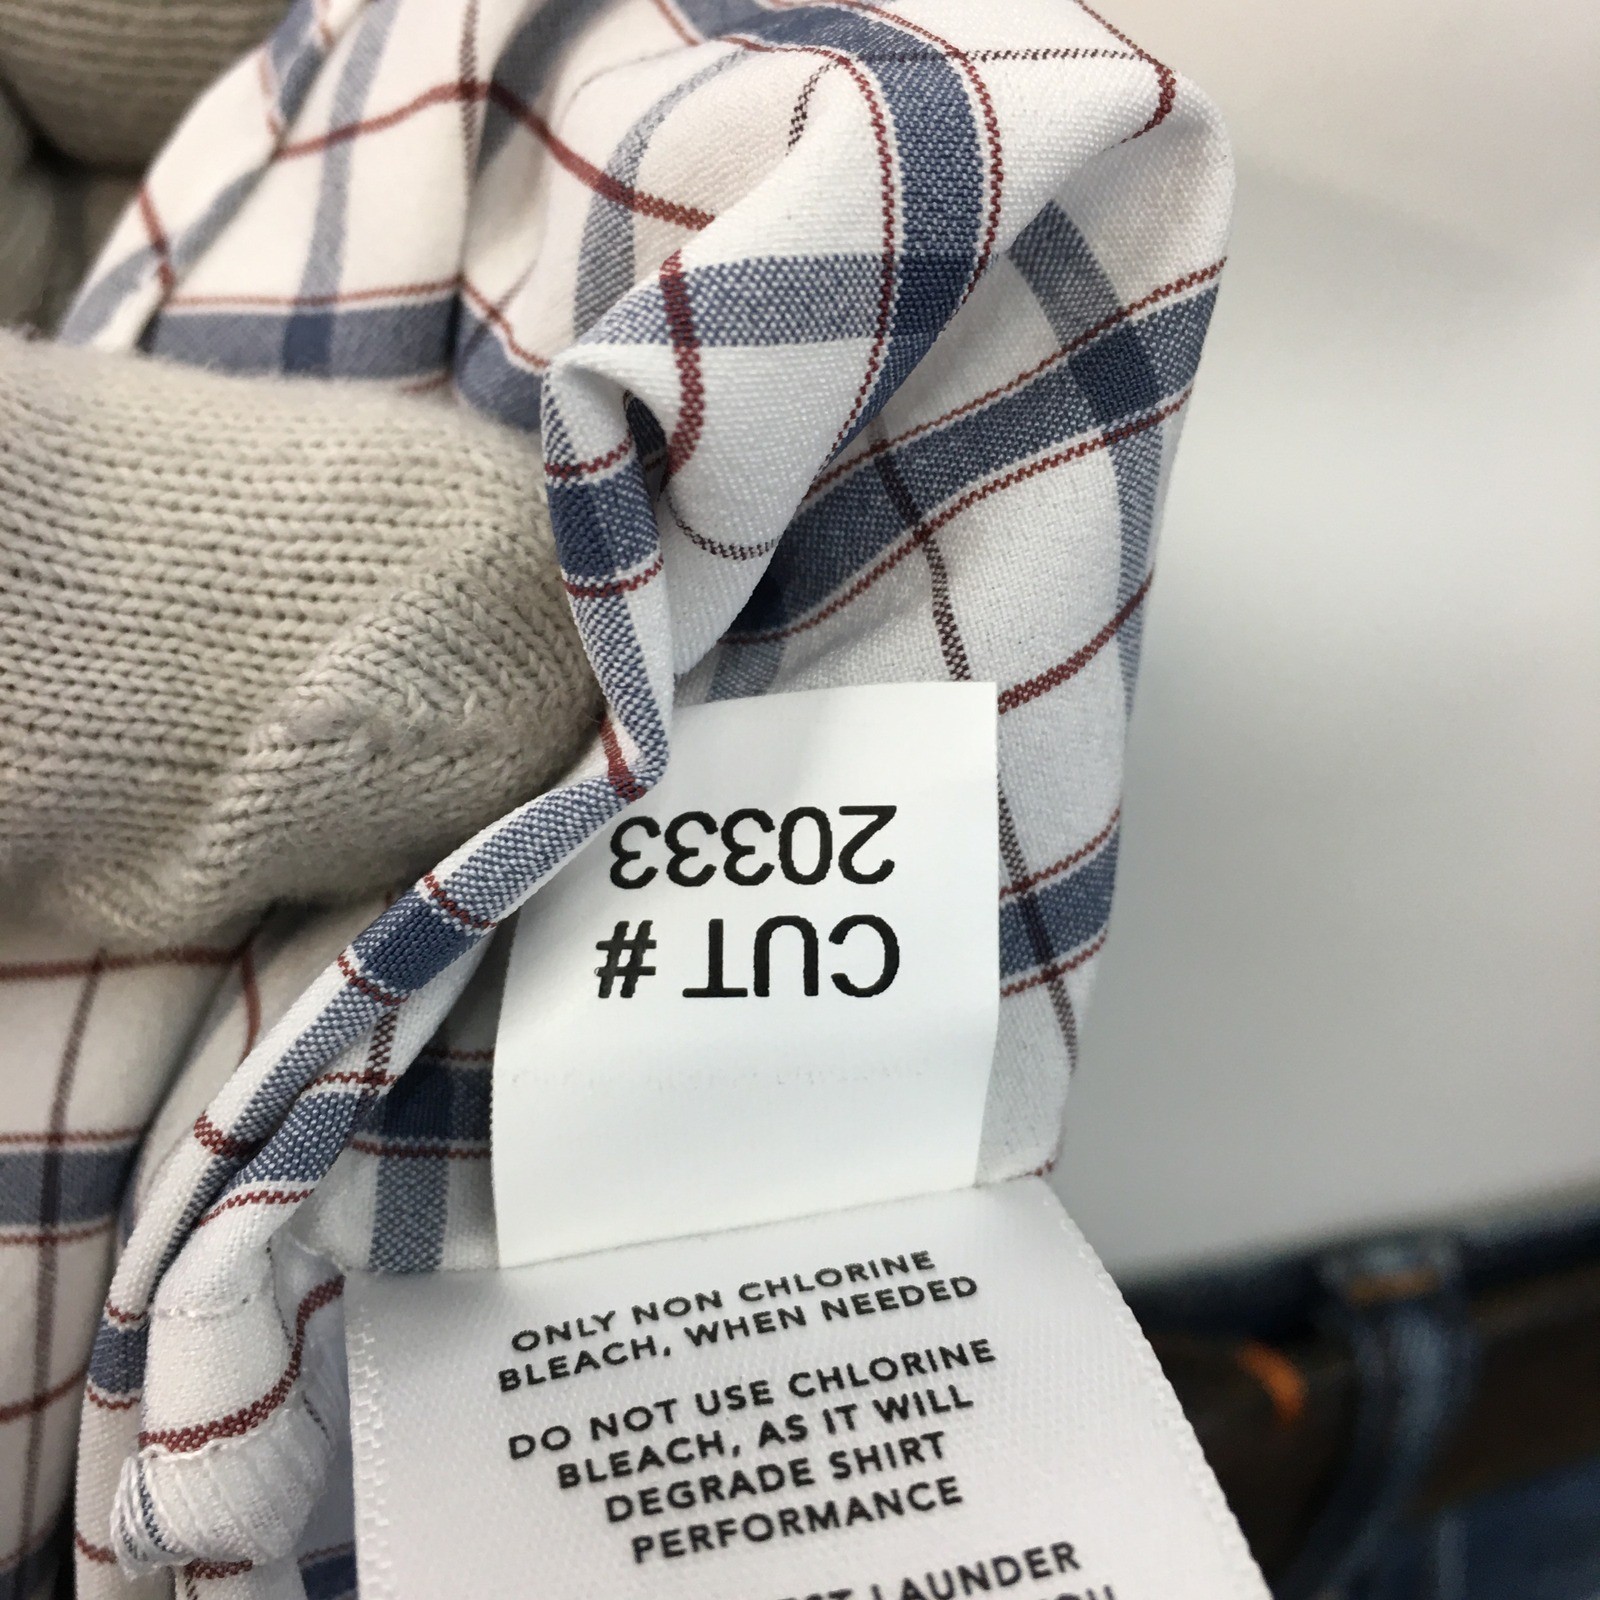 CUT #
20333
ONLY NON CHLORINE
BLEACH, WHEN NEEDED
DO NOT USE CHLORINE
BLEACH, AS IT WILL
DEGRADE SHIRT
PERFORMANCE
LAUNDER